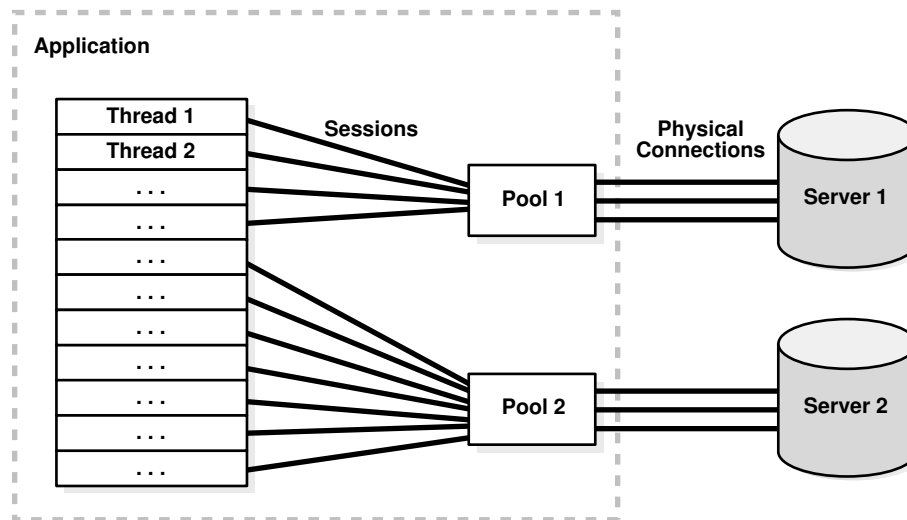 Application
Thread 1
Thread 2
. . .
. . .
. . .
. . .
. . .
. . .
. . .
. . .
. . .
Sessions
Pool 1
Pool 2
Physical
Connections
Server 1
Server 2